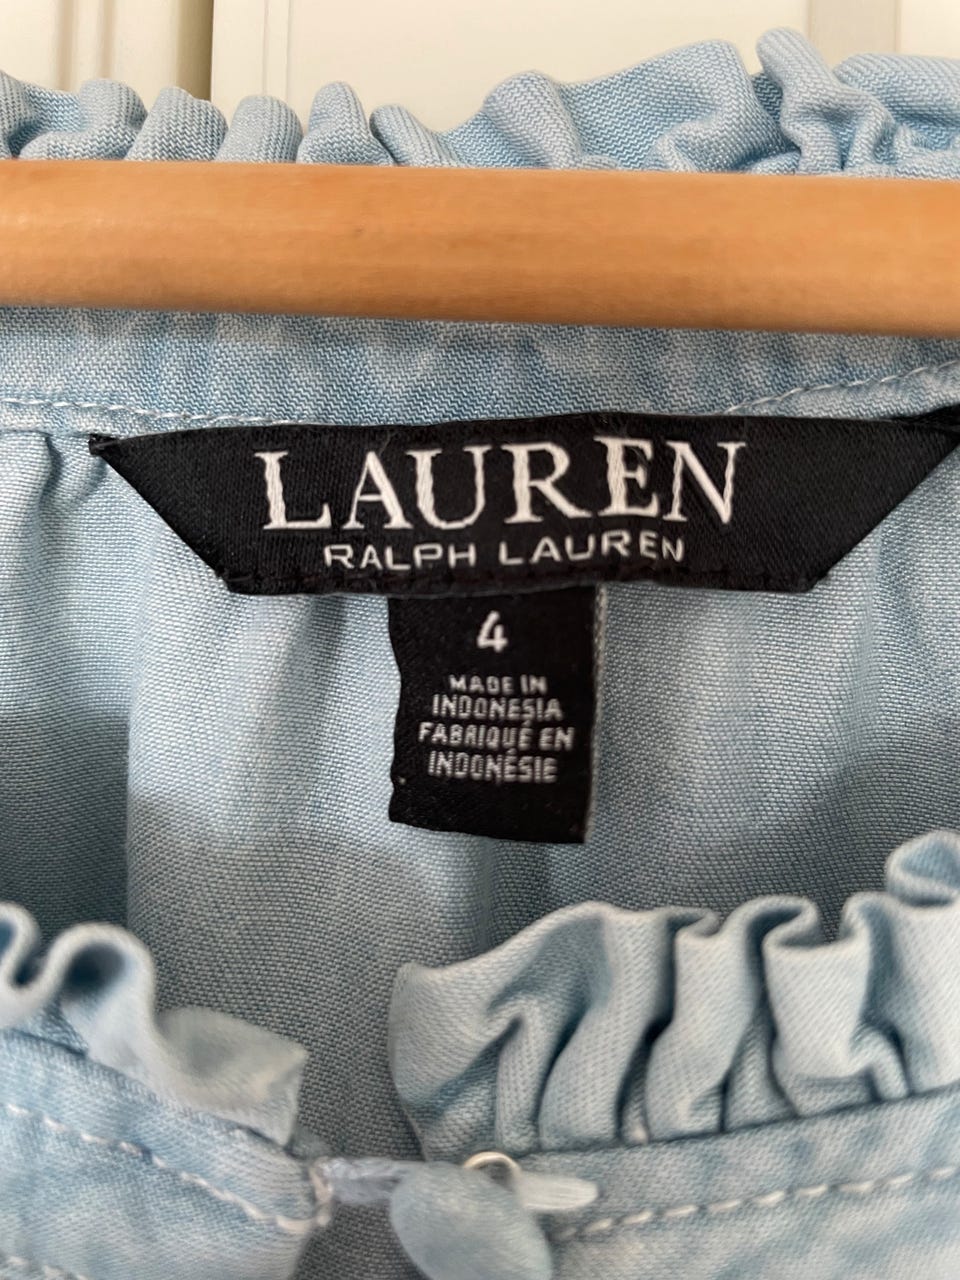 LAUREN
RALPH LAUREN
4
MADE IN
INDONESIA
FABRIQUÉ EN
INDONÉSIE